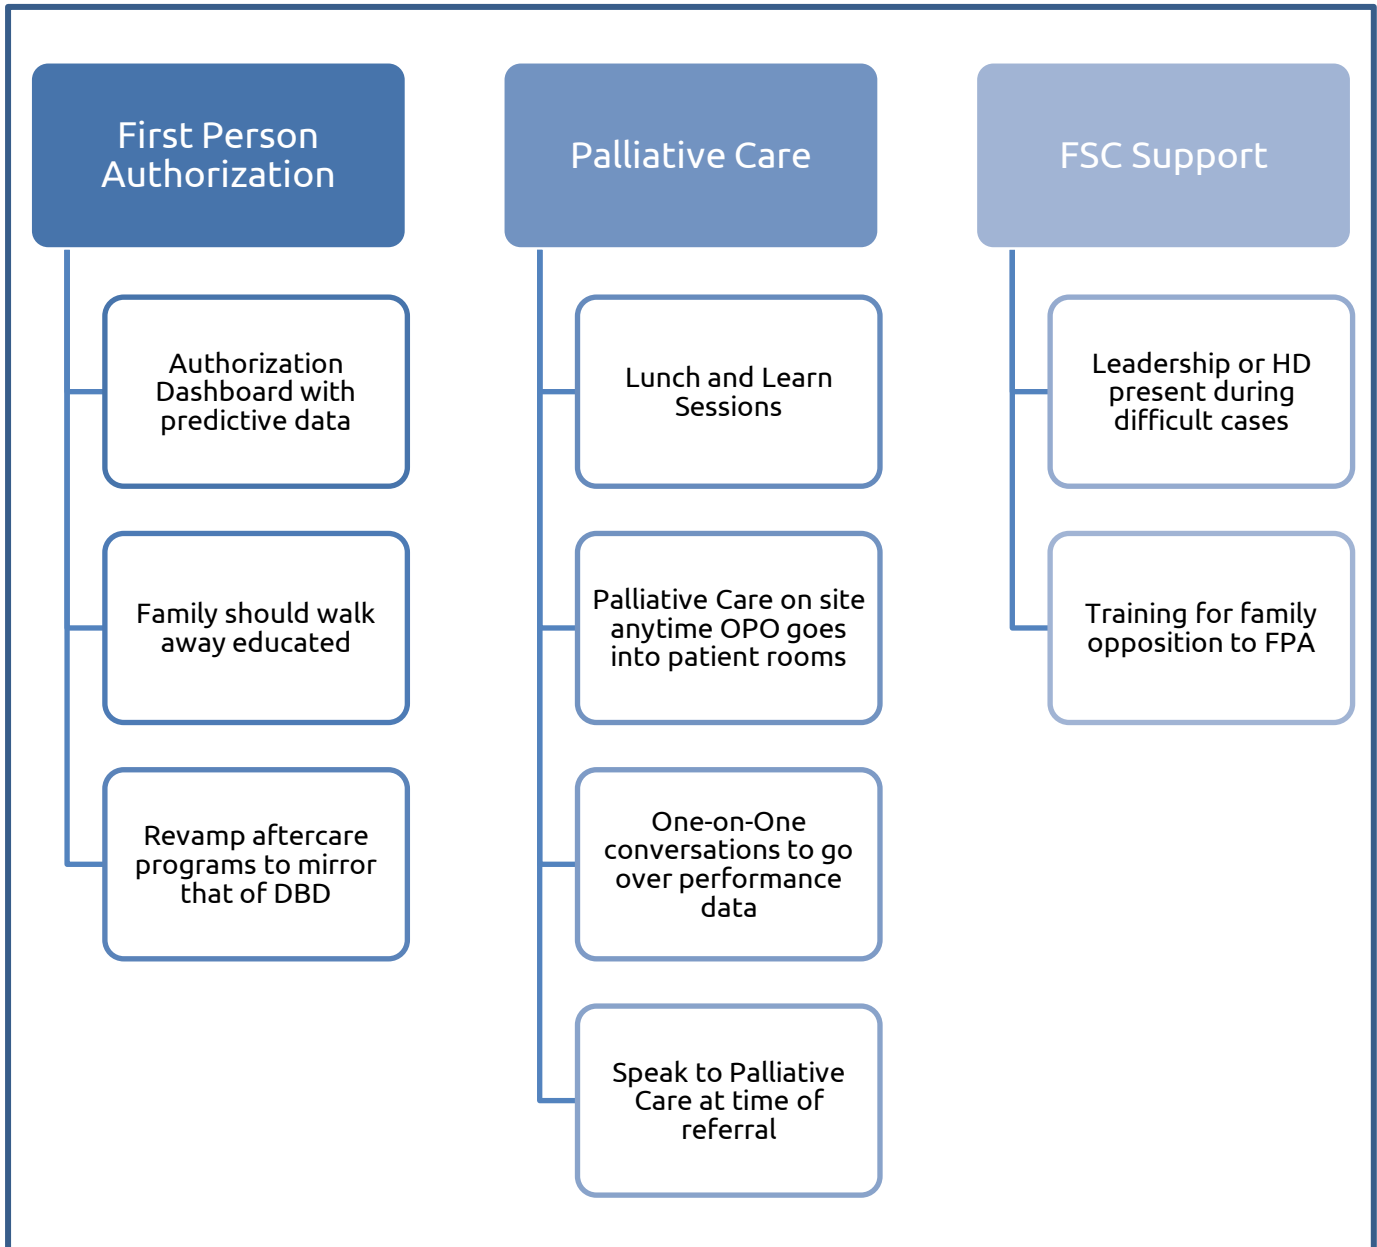 First Person
Authorization
Authorization
Dashboard with
predictive data
Family should walk
away educated
Revamp aftercare
programs to mirror
that of DBD
Palliative Care
Lunch and Learn
Sessions
Palliative Care on site
anytime OPO goes
into patient rooms
One-on-One
conversations to go
over performance
data
Speak to Palliative
Care at time of
referral
FSC Support
Leadership or HD
present during
difficult cases
Training for family
opposition to FPA